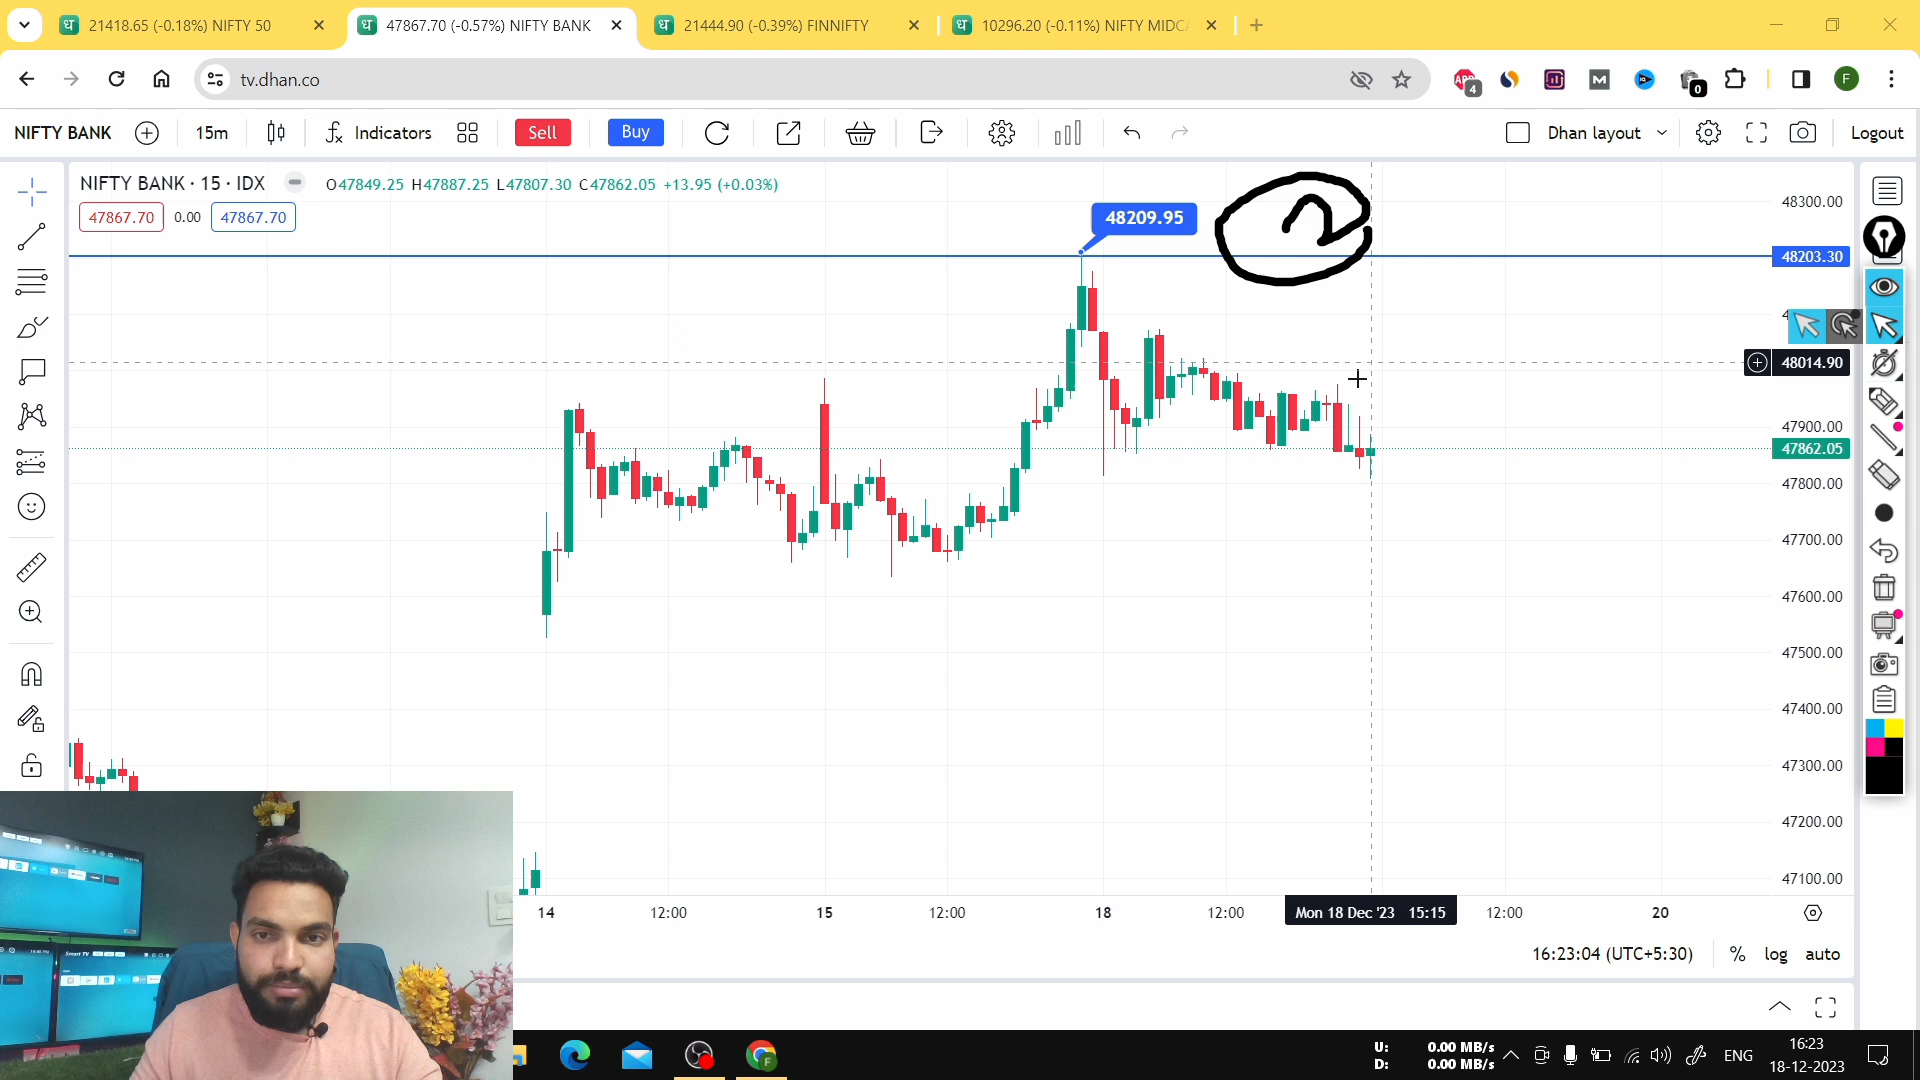 21418.65 (-0.18%) NIFTY 50
47867.70 (-0.57%) NIFTY BANK
21444.90 (-0.39%) FINNIFTY
10296.20 (-0.11%) NIFTY MIDC
tv.dhan.co
4
0
F
NIFTY BANK
15m
Indicators
Sell
Buy
Dhan layout
Logout
NIFTY BANK · 15 · IDX
O47849.25 H47887.25 L47807.30 C47862.05 +13.95 (+0.03%)
47867.70
0.00
47867.70
48209.95
48300.00
48203.30
48014.90
47900.00
47862.05
47800.00
47700.00
47600.00
47500.00
47400.00
47300.00
47200.00
47100.00
14
12:00
15
12:00
18
12:00
Mon 18 Dec '23 15:15
12:00
20
16:23:04 (UTC+5:30)
%
log
auto
Smart TV
U: 0.00 MB/s
D: 0.00 MB/s
ENG
16:23
18-12-2023